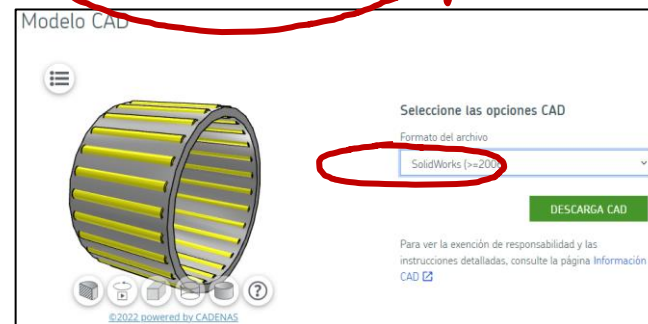 Modelo CAD
Seleccione las opciones CAD
Formato del archivo
SolidWorks (>=2006
DESCARGA CAD
Para ver la exención de responsabilidad y las
instrucciones detalladas, consulte la página Información
CAD
?
©2022 powered by CADENAS